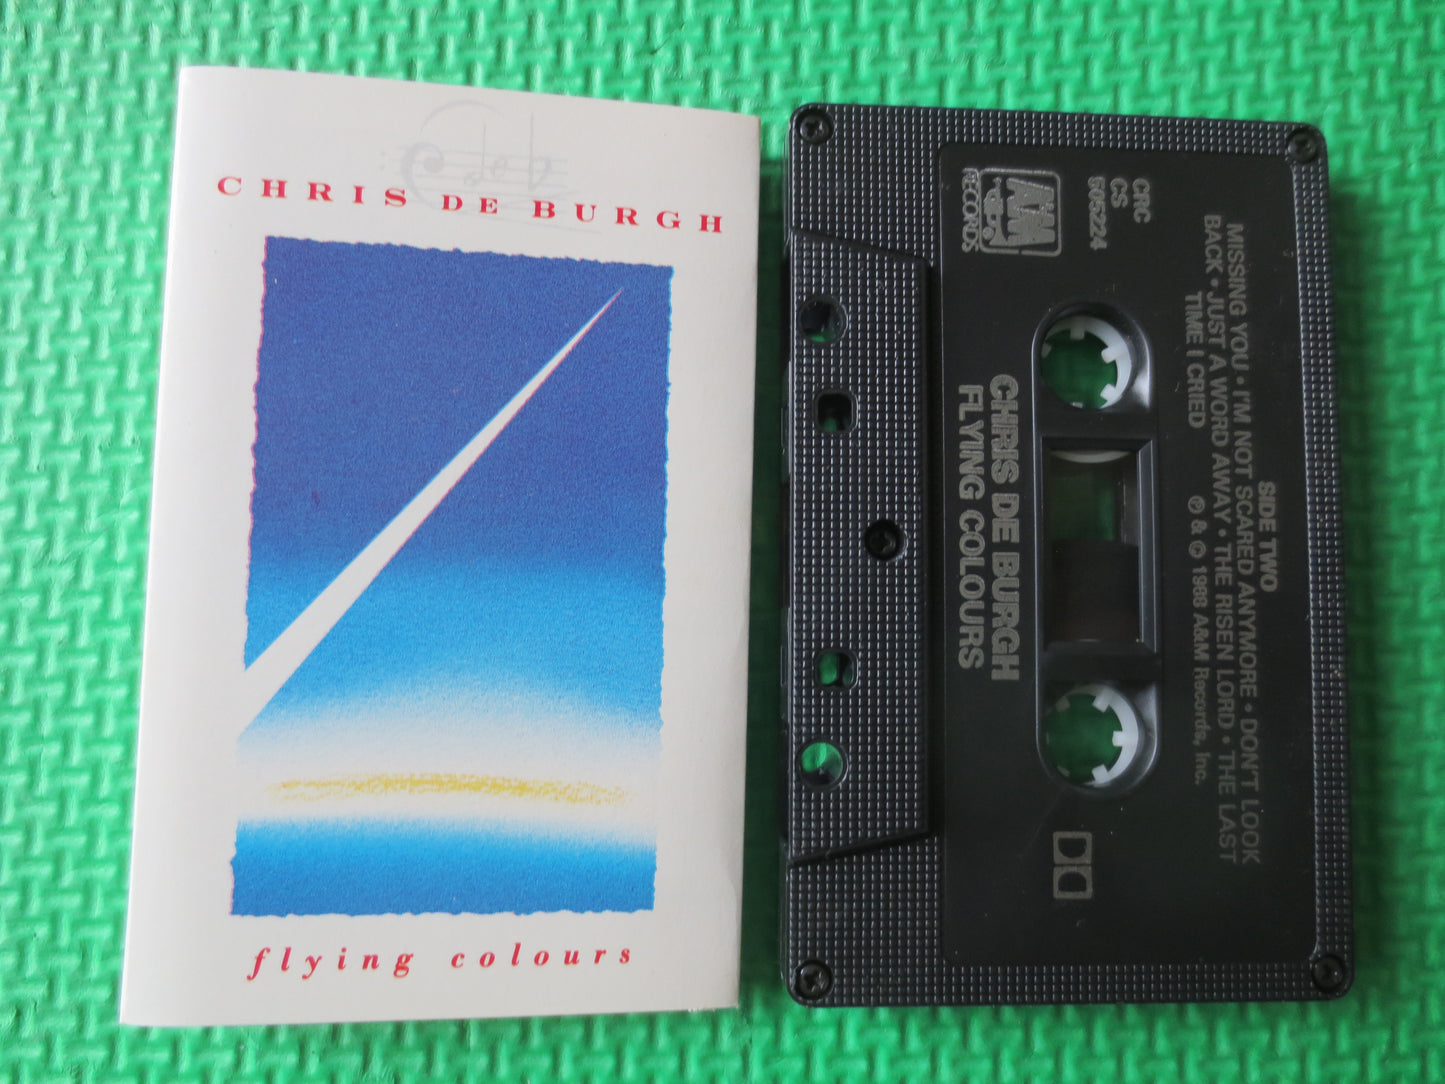 deb
CHRIS DE BURGH
flying colours
A&M
RECORDS
CRC
CS
505224
CHRIS DE BURGH
FLYING COLOURS
SIDE TWO
MISSING YOU • I'M NOT SCARED ANYMORE • DON'T LOOK
BACK • JUST A WORD AWAY • THE RISEN LORD • THE LAST
TIME I CRIED
℗ & © 1988 A&M Records, Inc.